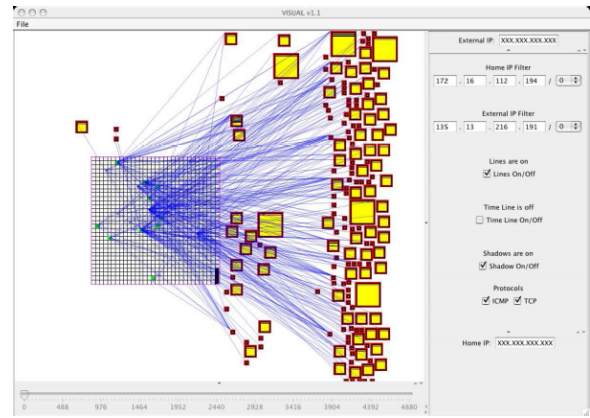 VISUAL v1.1
File
External IP: XXX.XXX.XXX.XXX
Home IP Filter
172 . 16 . 112 . 194 / 0
External IP Filter
135 . 13 . 216 . 191 / 0
Lines are on
Lines On/Off
Time Line is off
Time Line On/Off
Shadows are on
Shadow On/Off
Protocols
ICMP TCP
Home IP: XXX.XXX.XXX.XXX
0 488 976 1464 1952 2440 2928 3416 3904 4392 4880